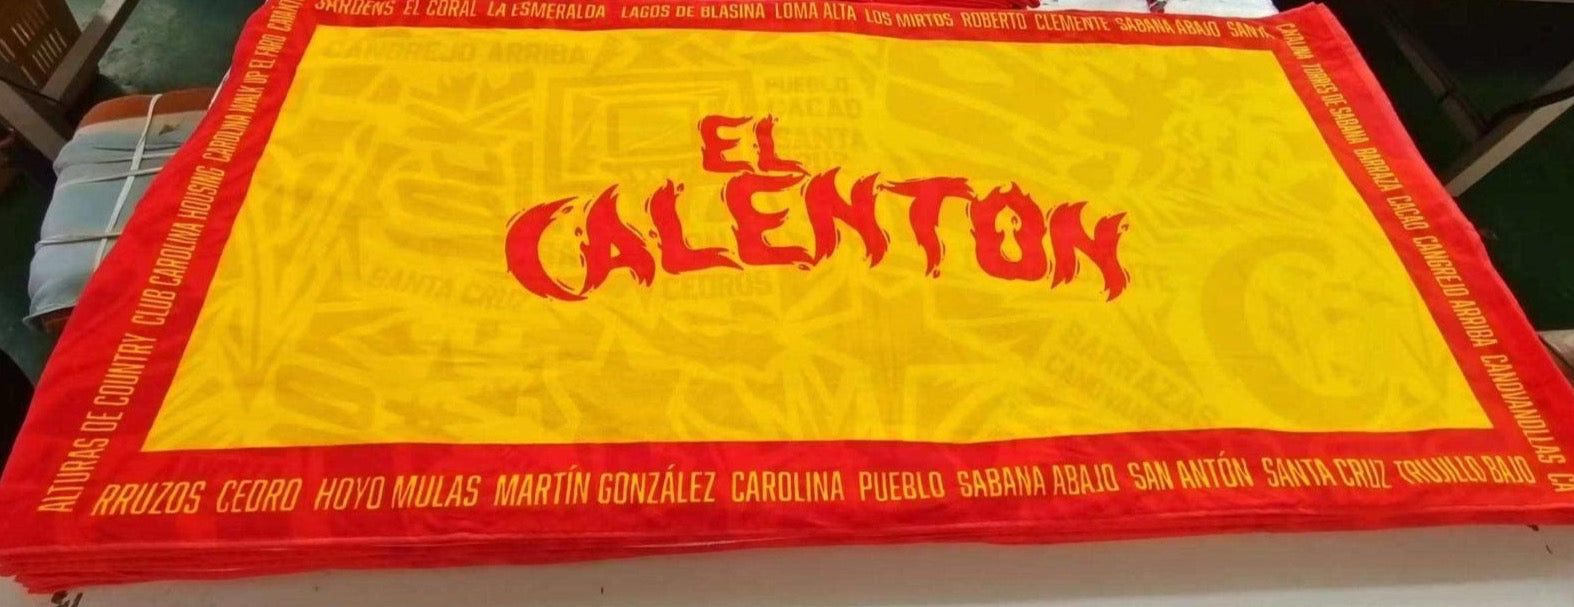 GARDENS EL CORAL LA ESMERALDA LAGOS DE BLASINA LOMA ALTA LOS MIRTOS ROBERTO CLEMENTE SABANA ABAJO
CATALINA TORRES DE SABANA BARRAZA CACAO CANGREJO ARRIBA CANOVANILLAS
ALTURAS DE COUNTRY CLUB CAROLINA HOUSING CAROLINA WALK UP EL FARO
CANGREJO ARRIBA
PUEBLO
CACAO
SANTA
CRUZ
EL
CALENTON
SANTA CRUZ
CEDROS
BARRAZAS
RRUZOS CEDRO HOYO MULAS MARTÍN GONZÁLEZ CAROLINA PUEBLO SABANA ABAJO SAN ANTÓN SANTA CRUZ TRUJILLO BAJO